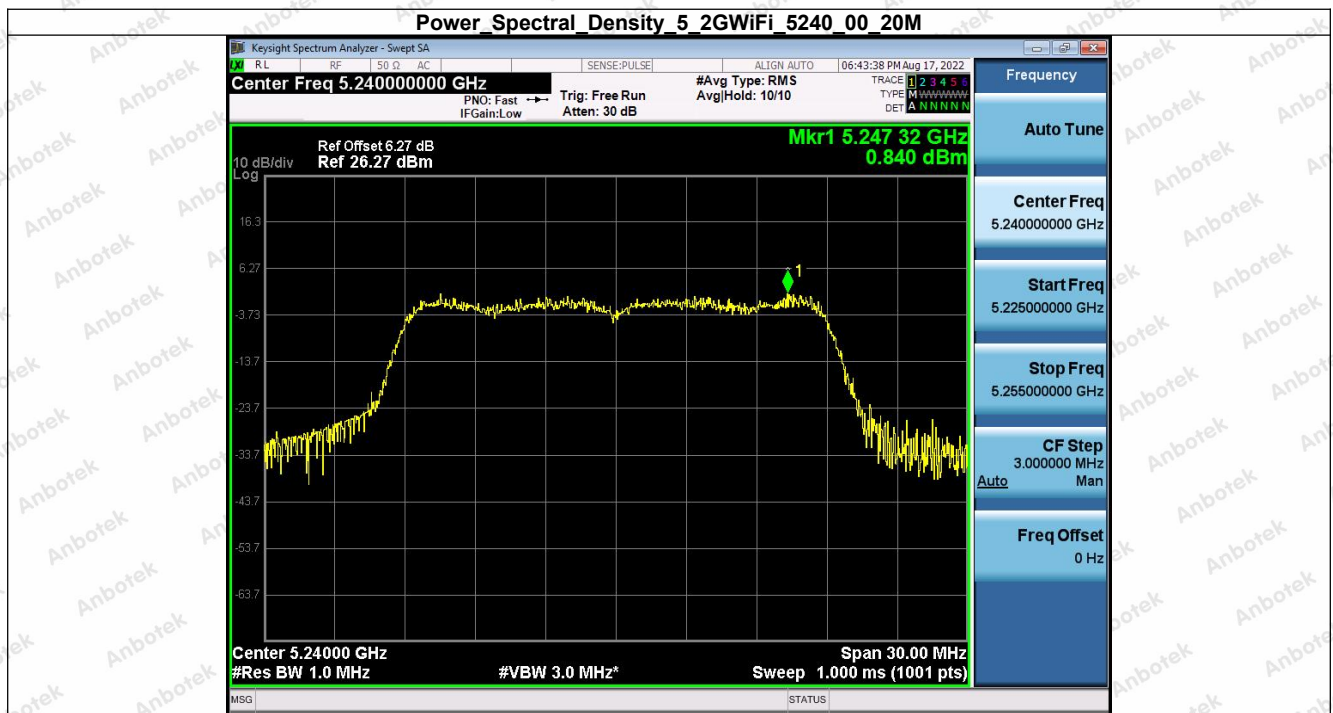 Power_Spectral_Density_5_2GWiFi_5240_00_20M
Keysight Spectrum Analyzer - Swept SA
LXI RL RF 50 Ω AC SENSE:PULSE ALIGN AUTO 06:43:38 PM Aug 17, 2022
Center Freq 5.240000000 GHz
PNO: Fast
IFGain:Low
Trig: Free Run
Atten: 30 dB
#Avg Type: RMS
Avg|Hold: 10/10
TRACE 1 2 3 4 5 6
TYPE M WWWWW
DET A N N N N N
Ref Offset 6.27 dB
10 dB/div Ref 26.27 dBm
Log
Mkr1 5.247 32 GHz
0.840 dBm
16.3
6.27
-3.73
-13.7
-23.7
-33.7
-43.7
-53.7
-63.7
1
Center 5.24000 GHz Span 30.00 MHz
#Res BW 1.0 MHz #VBW 3.0 MHz* Sweep 1.000 ms (1001 pts)
MSG STATUS
Frequency
Auto Tune
Center Freq
5.240000000 GHz
Start Freq
5.225000000 GHz
Stop Freq
5.255000000 GHz
CF Step
3.000000 MHz
Auto Man
Freq Offset
0 Hz
Anbotek